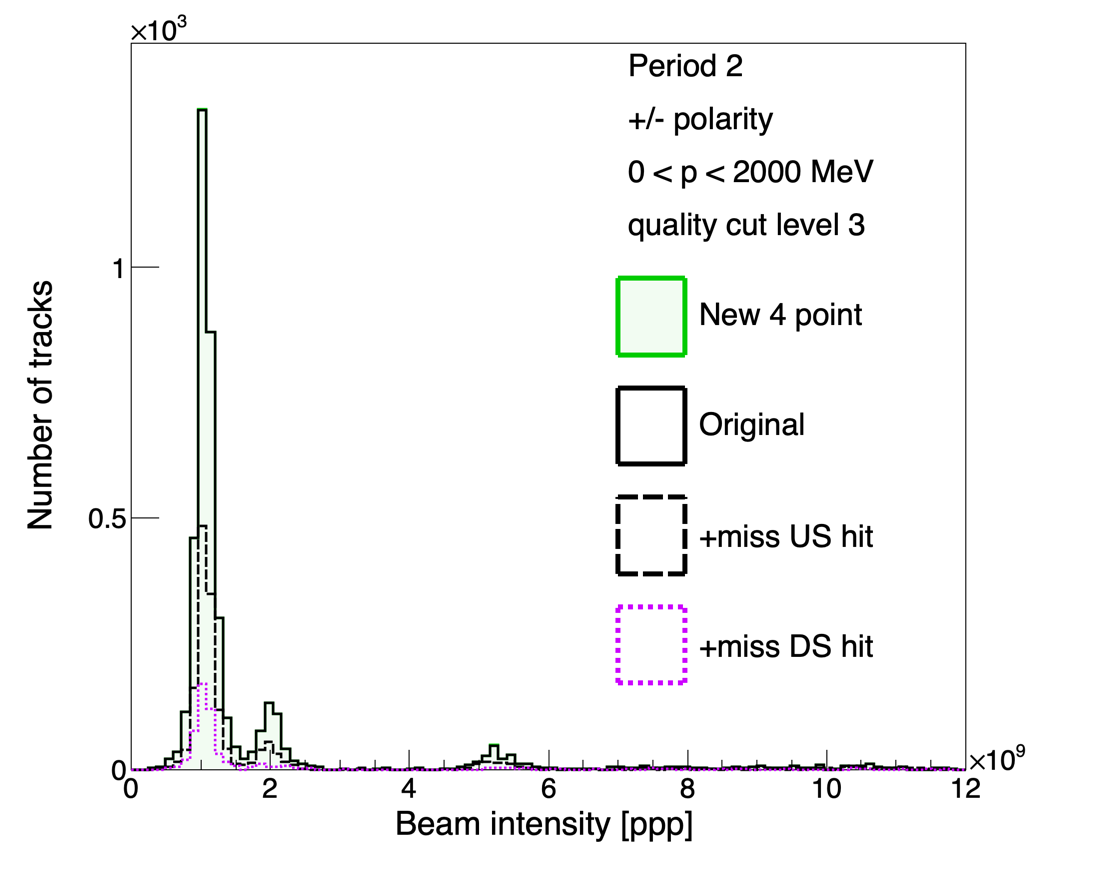 ×10³
Period 2
+/- polarity
0 < p < 2000 MeV
quality cut level 3
New 4 point
Original
+miss US hit
+miss DS hit
Number of tracks
1
0.5
0
0 2 4 6 8 10 12
×10⁹
Beam intensity [ppp]